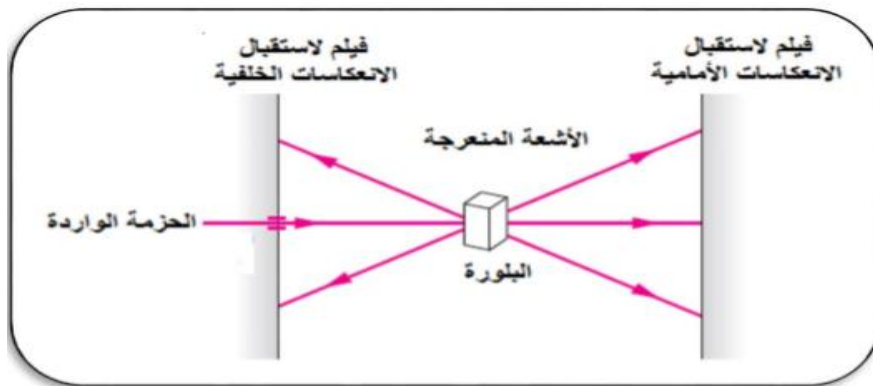 فيلم لاستقبال
الانعكاسات الأمامية
فيلم لاستقبال
الانعكاسات الخلفية
الأشعة المنعرجة
الحزمة الواردة
البلورة